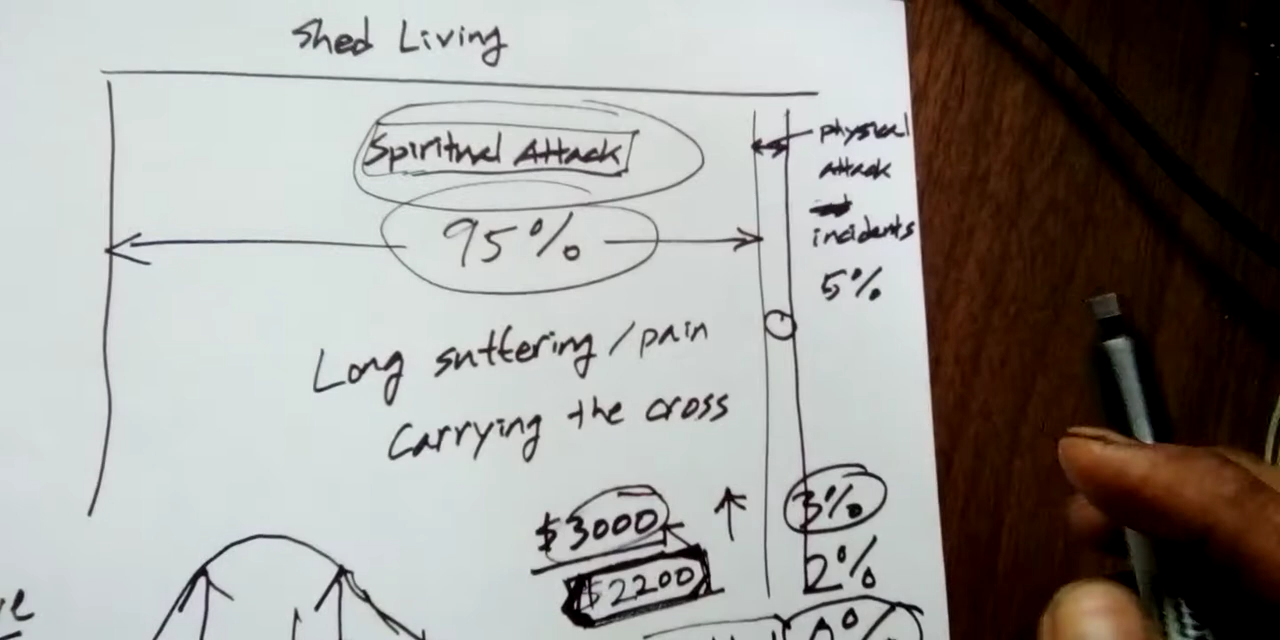 Shed Living
Spiritual Attack
physical
attack
incidents
95%
5%
Long suffering/pain
Carrying the cross
$3000
3%
$2200
2%